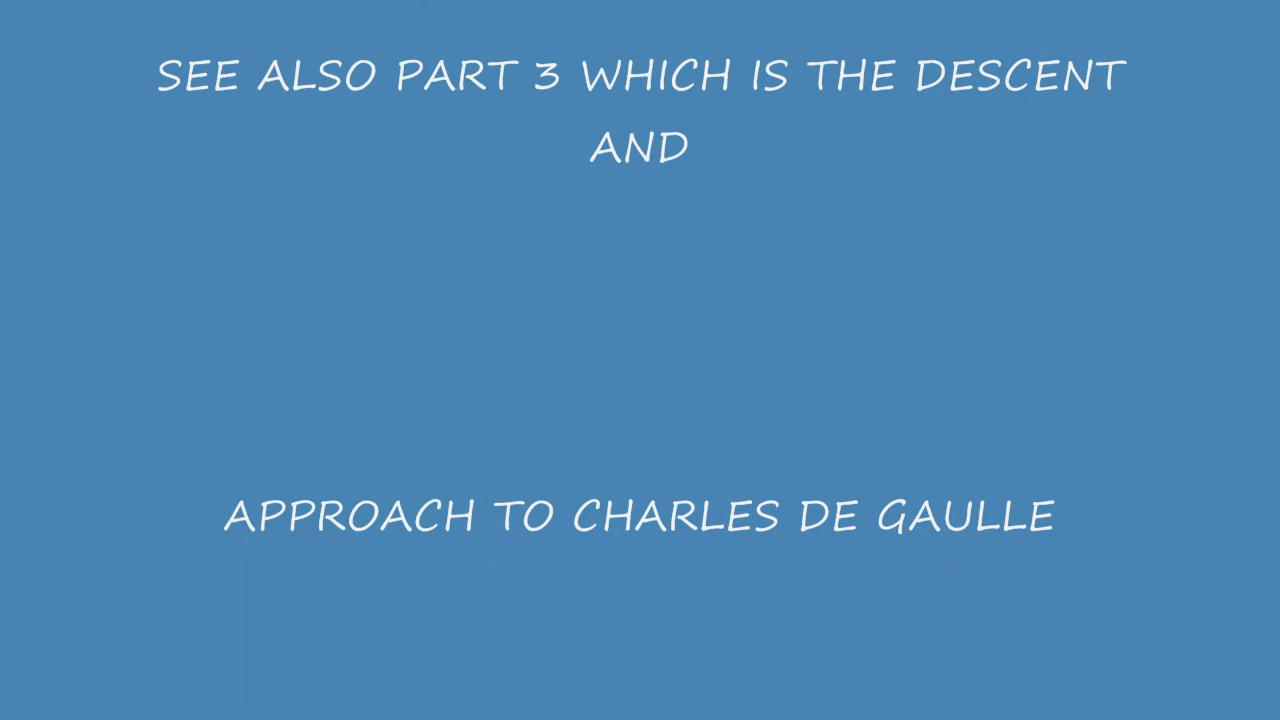 SEE ALSO PART 3 WHICH IS THE DESCENT
AND
APPROACH TO CHARLES DE GAULLE